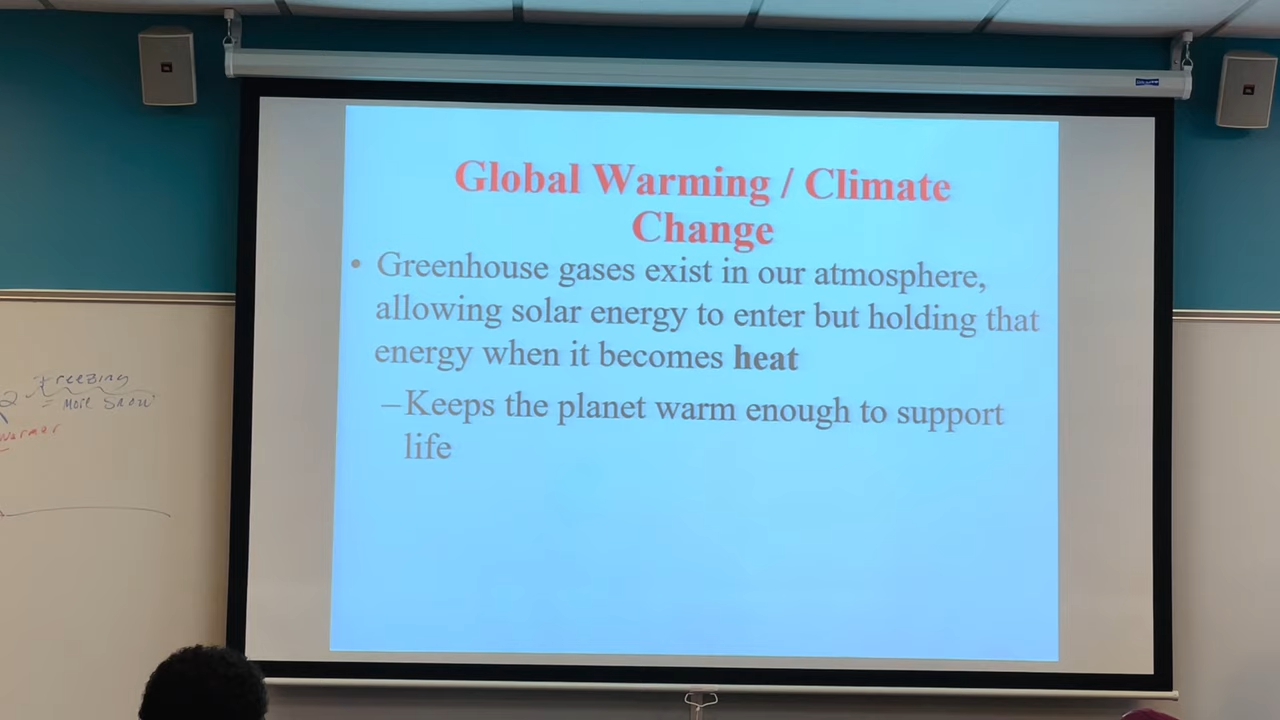 Global Warming / Climate
Change
• Greenhouse gases exist in our atmosphere,
allowing solar energy to enter but holding that
energy when it becomes heat
–Keeps the planet warm enough to support
life
Freezing
= More Snow
warmer